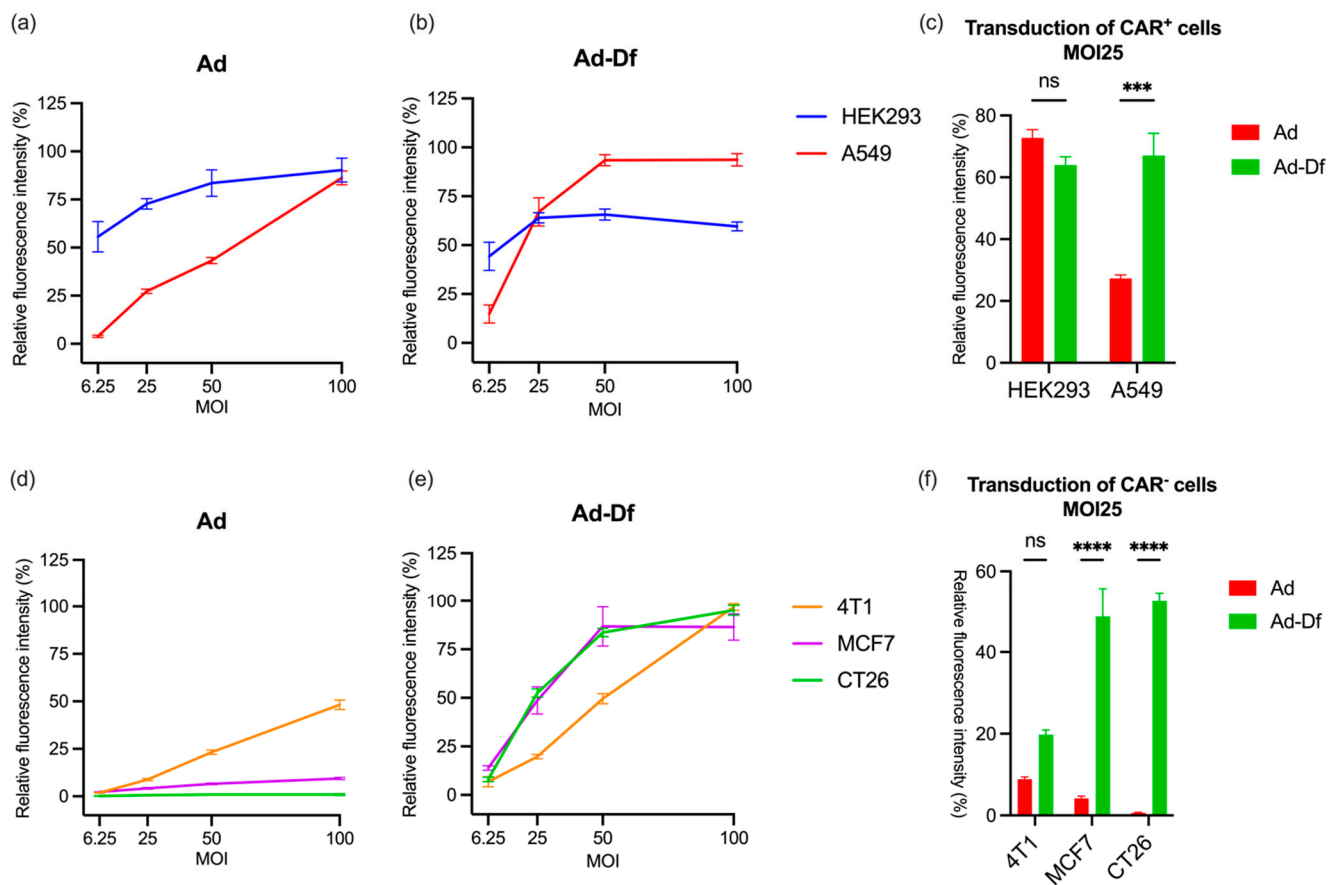 (a)
Ad
Relative fluorescence intensity (%)
125
100
75
50
25
0
6.25 25 50 100
MOI
(b)
Ad-Df
Relative fluorescence intensity (%)
125
100
75
50
25
0
6.25 25 50 100
MOI
HEK293
A549
(c)
Transduction of CAR+ cells
MOI25
ns ***
Relative fluorescence intensity (%)
80
60
40
20
0
HEK293 A549
Ad
Ad-Df
(d)
Ad
Relative fluorescence intensity (%)
125
100
75
50
25
0
6.25 25 50 100
MOI
(e)
Ad-Df
Relative fluorescence intensity (%)
125
100
75
50
25
0
6.25 25 50 100
MOI
4T1
MCF7
CT26
(f)
Transduction of CAR- cells
MOI25
ns **** ****
Relative fluorescence intensity (%)
60
40
20
0
4T1 MCF7 CT26
Ad
Ad-Df